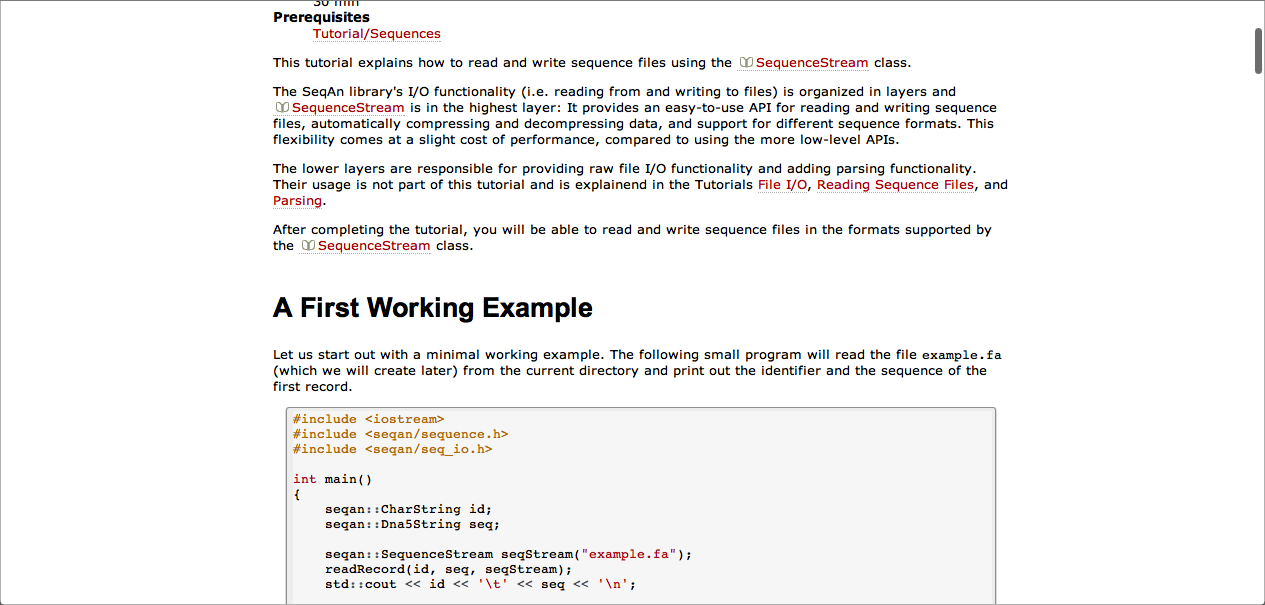 30 min
Prerequisites
Tutorial/Sequences
This tutorial explains how to read and write sequence files using the SequenceStream class.
The SeqAn library's I/O functionality (i.e. reading from and writing to files) is organized in layers and
SequenceStream is in the highest layer: It provides an easy-to-use API for reading and writing sequence
files, automatically compressing and decompressing data, and support for different sequence formats. This
flexibility comes at a slight cost of performance, compared to using the more low-level APIs.
The lower layers are responsible for providing raw file I/O functionality and adding parsing functionality.
Their usage is not part of this tutorial and is explainend in the Tutorials File I/O, Reading Sequence Files, and
Parsing.
After completing the tutorial, you will be able to read and write sequence files in the formats supported by
the SequenceStream class.
A First Working Example
Let us start out with a minimal working example. The following small program will read the file example.fa
(which we will create later) from the current directory and print out the identifier and the sequence of the
first record.
#include <iostream>
#include <seqan/sequence.h>
#include <seqan/seq_io.h>
int main()
{
    seqan::CharString id;
    seqan::Dna5String seq;
    seqan::SequenceStream seqStream("example.fa");
    readRecord(id, seq, seqStream);
    std::cout << id << '\t' << seq << '\n';